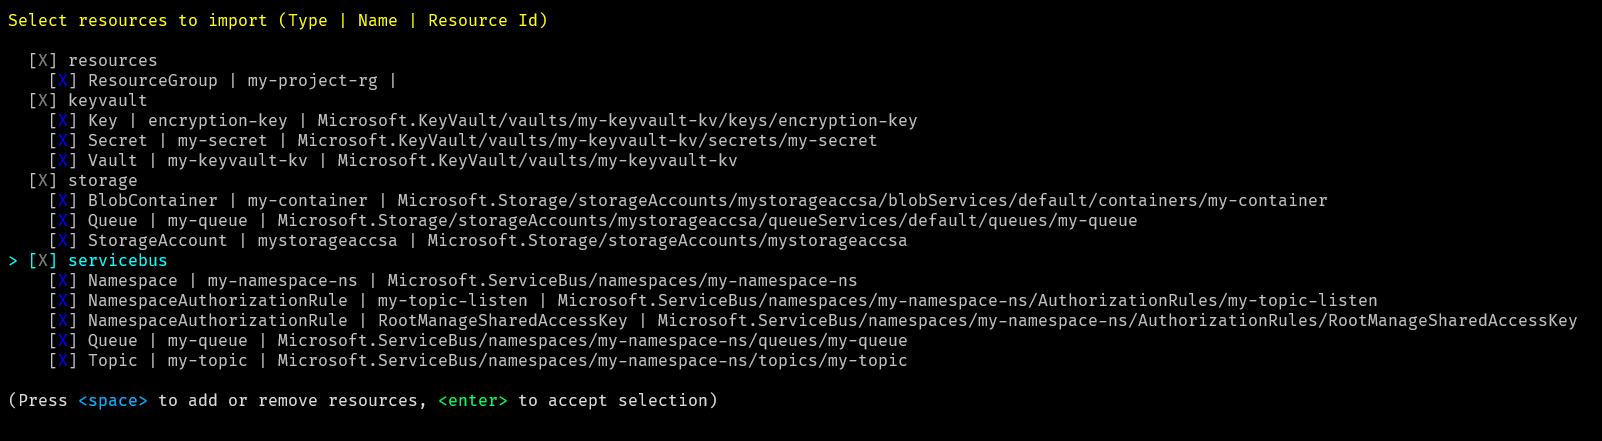 Select resources to import (Type | Name | Resource Id)
[X] resources
[X] ResourceGroup | my-project-rg |
[X] keyvault
[X] Key | encryption-key | Microsoft.KeyVault/vaults/my-keyvault-kv/keys/encryption-key
[X] Secret | my-secret | Microsoft.KeyVault/vaults/my-keyvault-kv/secrets/my-secret
[X] Vault | my-keyvault-kv | Microsoft.KeyVault/vaults/my-keyvault-kv
[X] storage
[X] BlobContainer | my-container | Microsoft.Storage/storageAccounts/mystorageaccsa/blobServices/default/containers/my-container
[X] Queue | my-queue | Microsoft.Storage/storageAccounts/mystorageaccsa/queueServices/default/queues/my-queue
[X] StorageAccount | mystorageaccsa | Microsoft.Storage/storageAccounts/mystorageaccsa
> [X] servicebus
[X] Namespace | my-namespace-ns | Microsoft.ServiceBus/namespaces/my-namespace-ns
[X] NamespaceAuthorizationRule | my-topic-listen | Microsoft.ServiceBus/namespaces/my-namespace-ns/AuthorizationRules/my-topic-listen
[X] NamespaceAuthorizationRule | RootManageSharedAccessKey | Microsoft.ServiceBus/namespaces/my-namespace-ns/AuthorizationRules/RootManageSharedAccessKey
[X] Queue | my-queue | Microsoft.ServiceBus/namespaces/my-namespace-ns/queues/my-queue
[X] Topic | my-topic | Microsoft.ServiceBus/namespaces/my-namespace-ns/topics/my-topic
(Press <space> to add or remove resources, <enter> to accept selection)